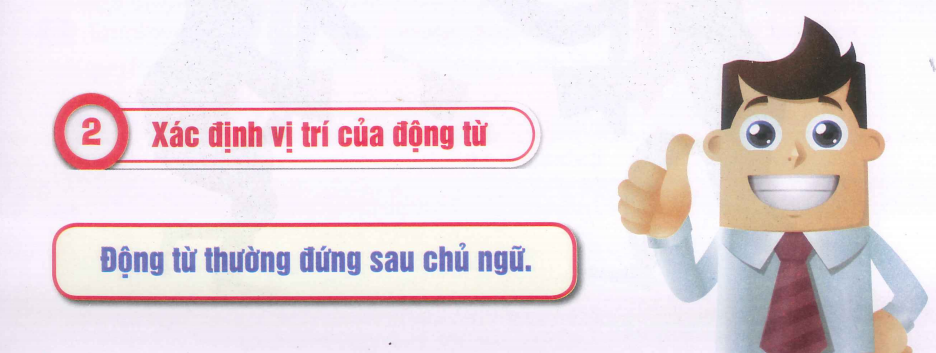 2 Xác định vị trí của động từ
Động từ thường đứng sau chủ ngữ.